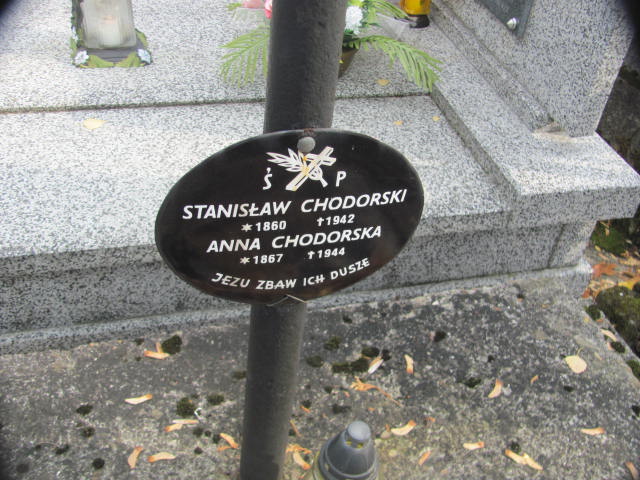 Ś P
STANISŁAW CHODORSKI
*1860 †1942
ANNA CHODORSKA
*1867 †1944
JEZU ZBAW ICH DUSZE